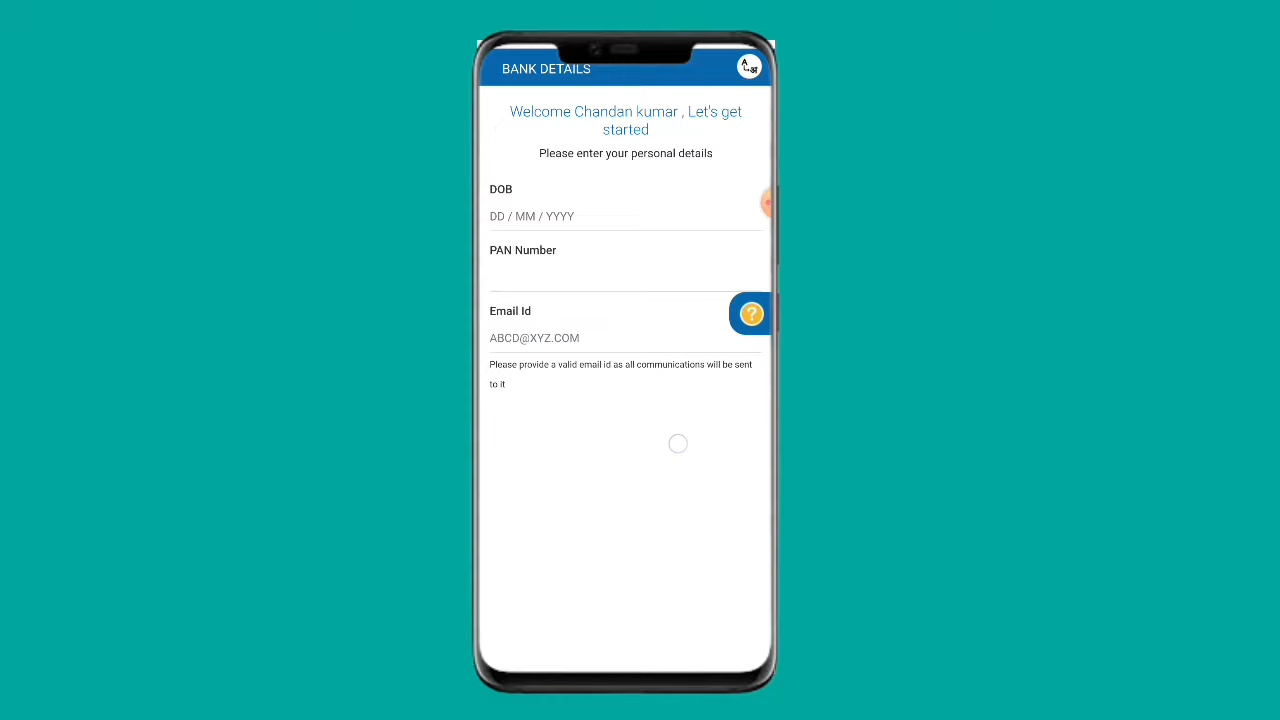 BANK DETAILS
A
अ
Welcome Chandan kumar , Let's get
started
Please enter your personal details
DOB
DD / MM / YYYY
PAN Number
Email Id
?
ABCD@XYZ.COM
Please provide a valid email id as all communications will be sent
to it